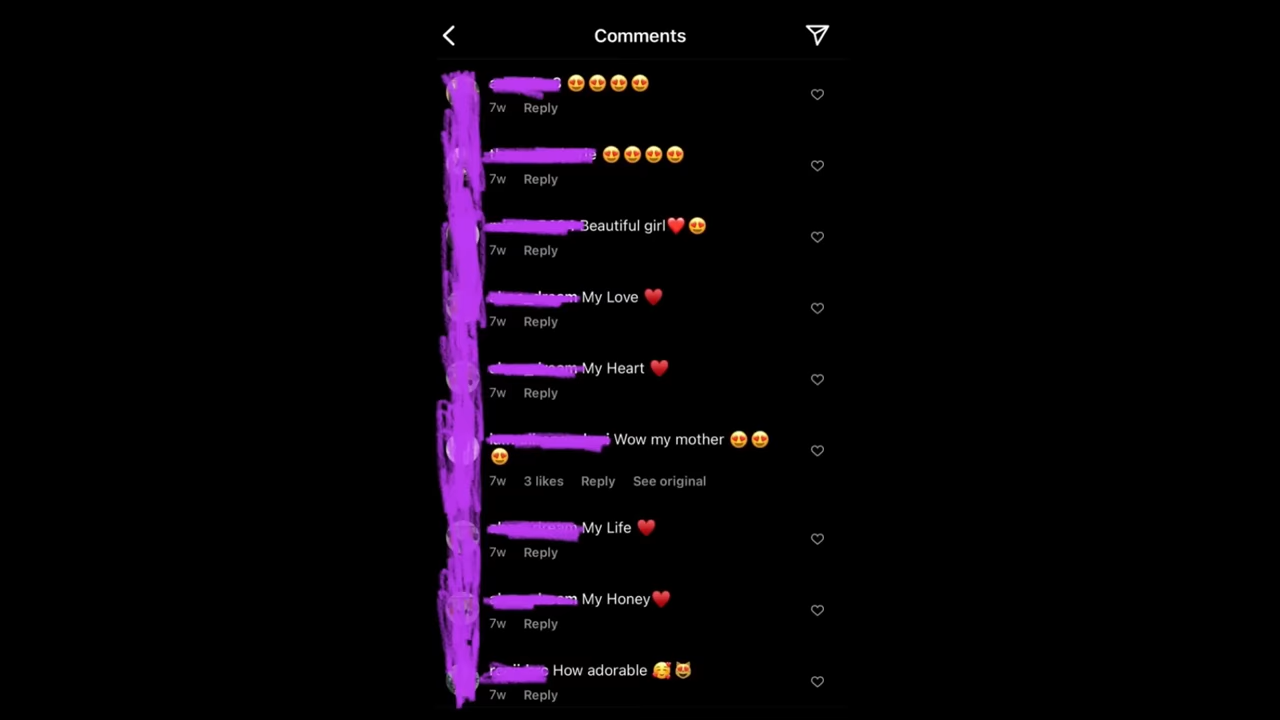 Comments
😍😍😍😍
7w Reply
😍😍😍😍
7w Reply
Beautiful girl❤️😍
7w Reply
My Love ❤️
7w Reply
My Heart ❤️
7w Reply
Wow my mother 😍😍
😍
7w 3 likes Reply See original
My Life ❤️
7w Reply
My Honey❤️
7w Reply
How adorable 🥰😻
7w Reply